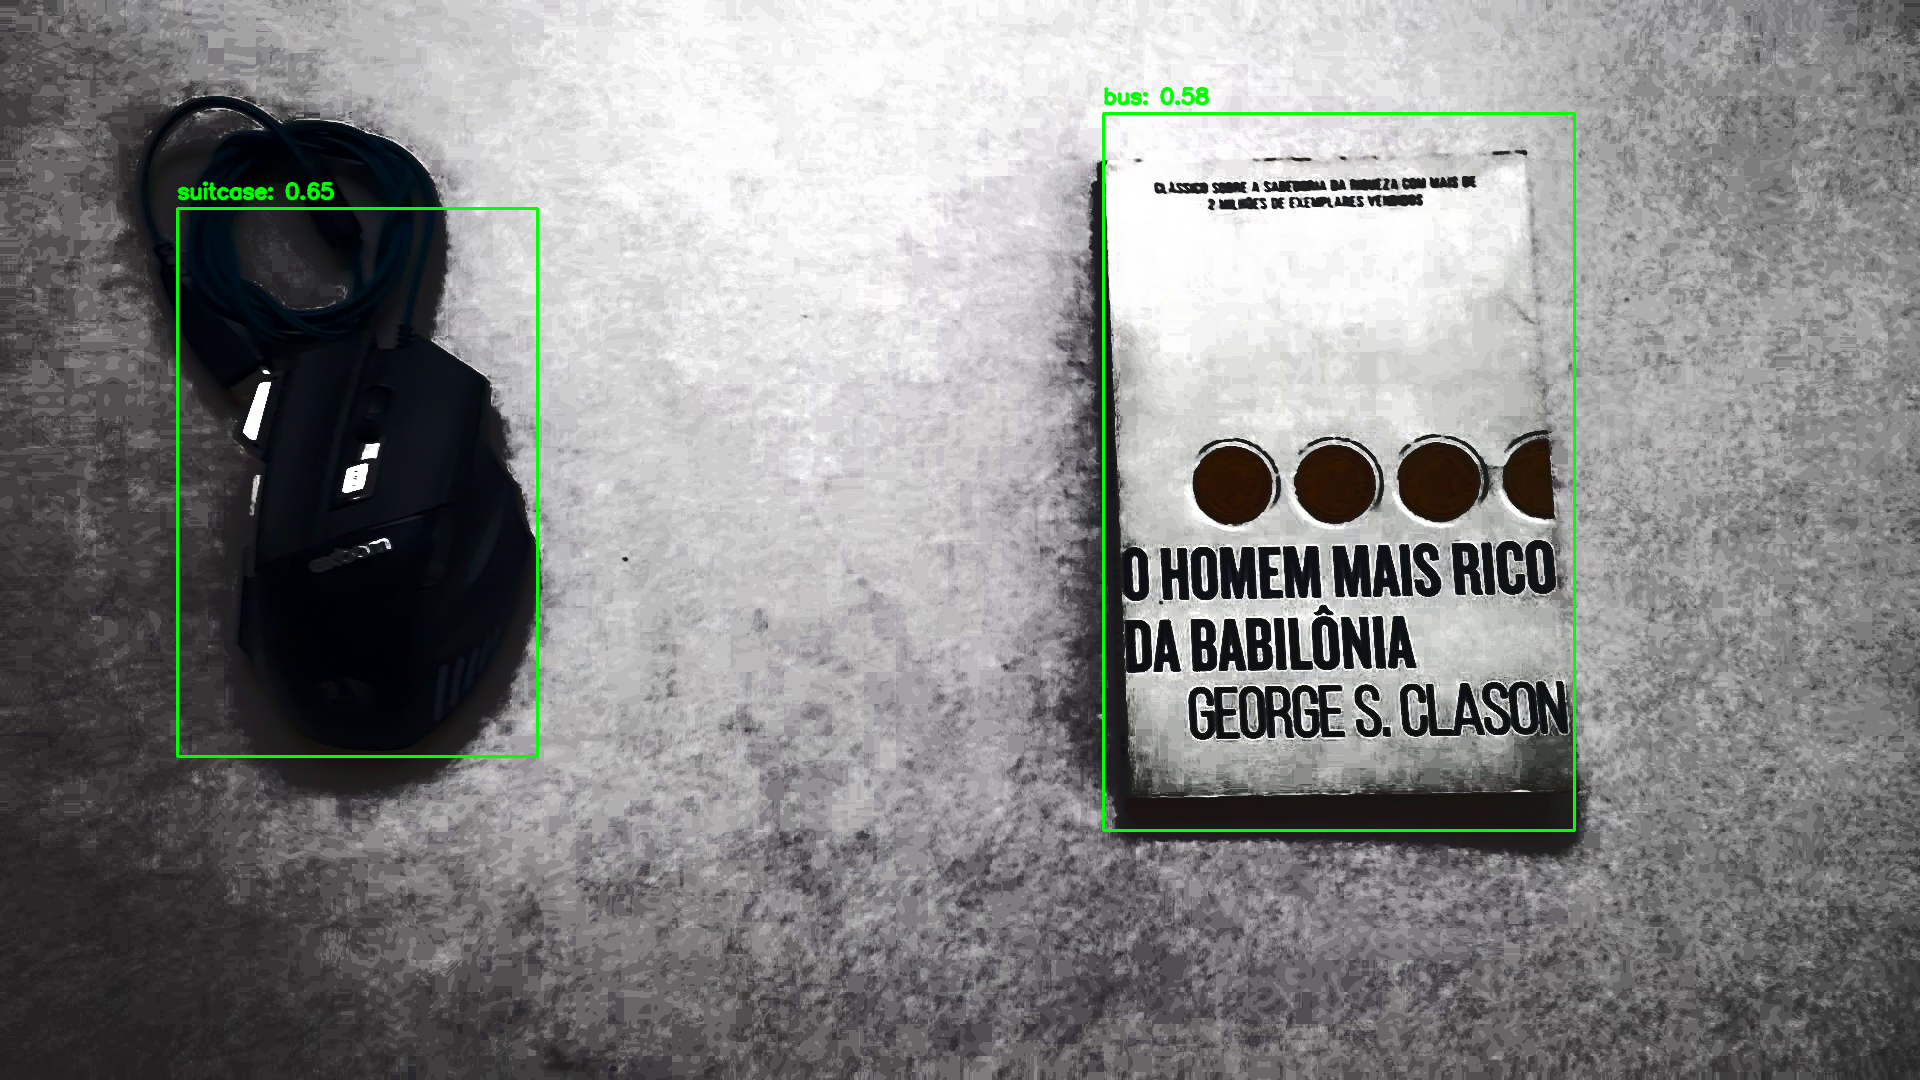 suitcase: 0.65
bus: 0.58
CLÁSSICO SOBRE A SABEDORIA DA RIQUEZA COM MAIS DE
2 MILHÕES DE EXEMPLARES VENDIDOS
O HOMEM MAIS RICO
DA BABILÔNIA
GEORGE S. CLASON